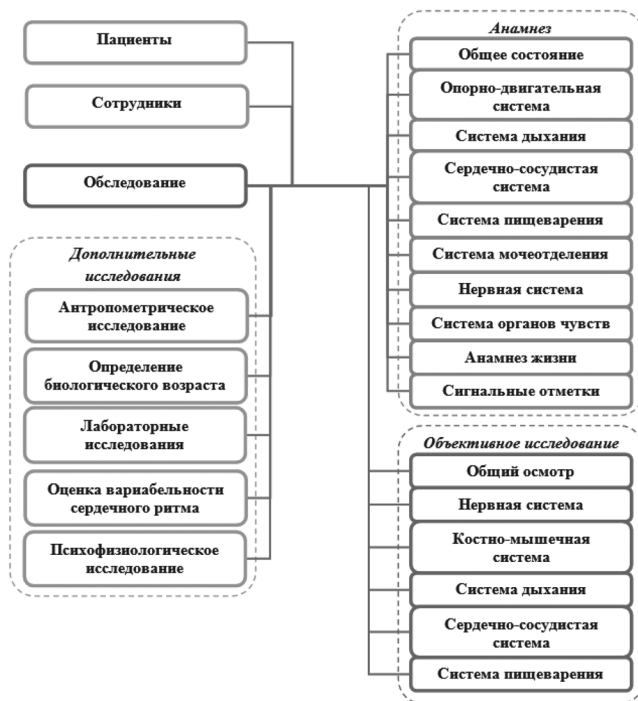 Пациенты
Сотрудники
Обследование
Дополнительные
исследования
Антропометрическое
исследование
Определение
биологического возраста
Лабораторные
исследования
Оценка вариабельности
сердечного ритма
Психофизиологическое
исследование
Анамнез
Общее состояние
Опорно-двигательная
система
Система дыхания
Сердечно-сосудистая
система
Система пищеварения
Система мочеотделения
Нервная система
Система органов чувств
Анамнез жизни
Сигнальные отметки
Объективное исследование
Общий осмотр
Нервная система
Костно-мышечная
система
Система дыхания
Сердечно-сосудистая
система
Система пищеварения